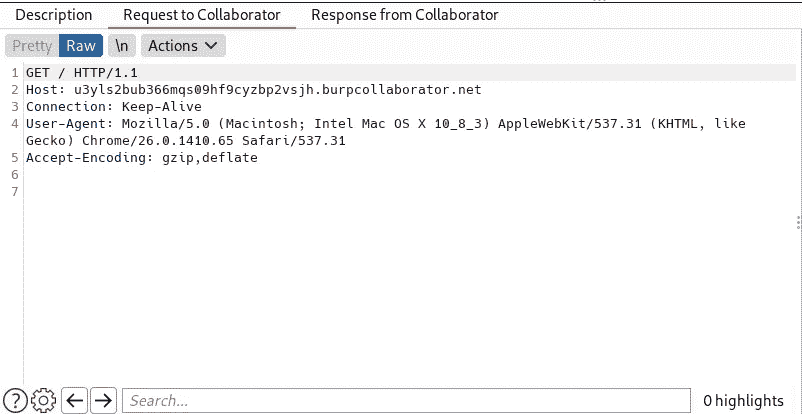 Description Request to Collaborator Response from Collaborator
Pretty Raw \n Actions
1 GET / HTTP/1.1
2 Host: u3yls2bub366mqs09hf9cyzbp2vsjh.burpcollaborator.net
3 Connection: Keep-Alive
4 User-Agent: Mozilla/5.0 (Macintosh; Intel Mac OS X 10_8_3) AppleWebKit/537.31 (KHTML, like
Gecko) Chrome/26.0.1410.65 Safari/537.31
5 Accept-Encoding: gzip,deflate
6
7
? Search... 0 highlights